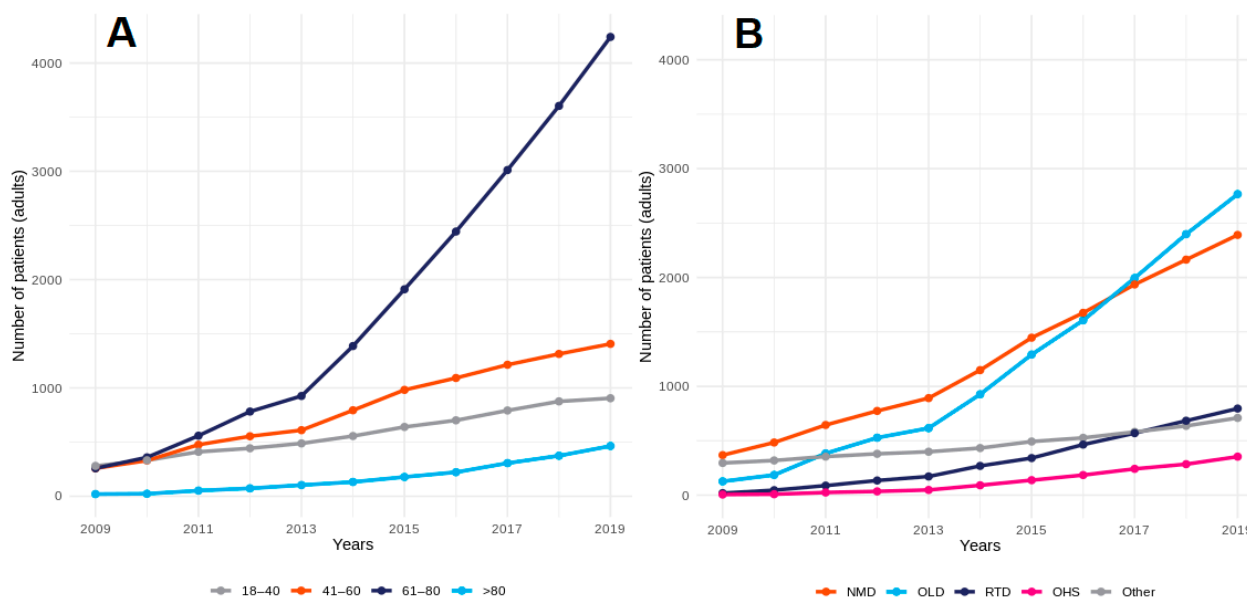 A
Number of patients (adults)
4000
3000
2000
1000
0
2009 2011 2013 2015 2017 2019
Years
18–40 41–60 61–80 >80
B
Number of patients (adults)
4000
3000
2000
1000
0
2009 2011 2013 2015 2017 2019
Years
NMD OLD RTD OHS Other